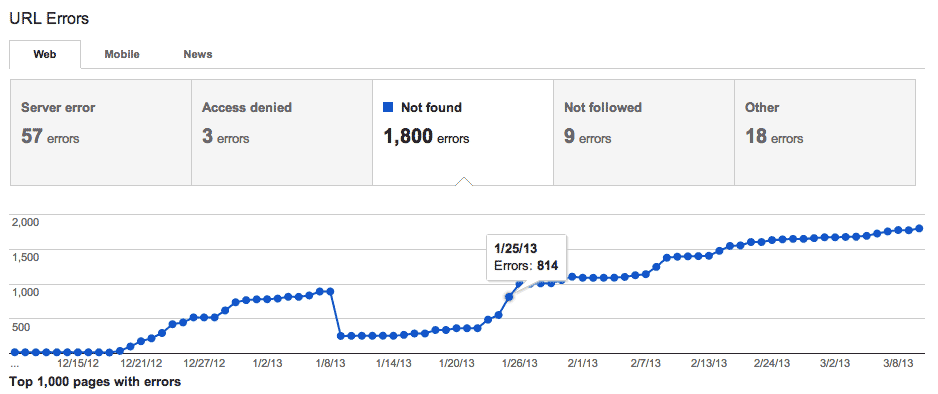 URL Errors
Web Mobile News
Server error Access denied Not found Not followed Other
57 errors 3 errors 1,800 errors 9 errors 18 errors
2,000
1,500
1,000
500
1/25/13
Errors: 814
... 12/15/12 12/21/12 12/27/12 1/2/13 1/8/13 1/14/13 1/20/13 1/26/13 2/1/13 2/7/13 2/13/13 2/24/13 3/2/13 3/8/13
Top 1,000 pages with errors